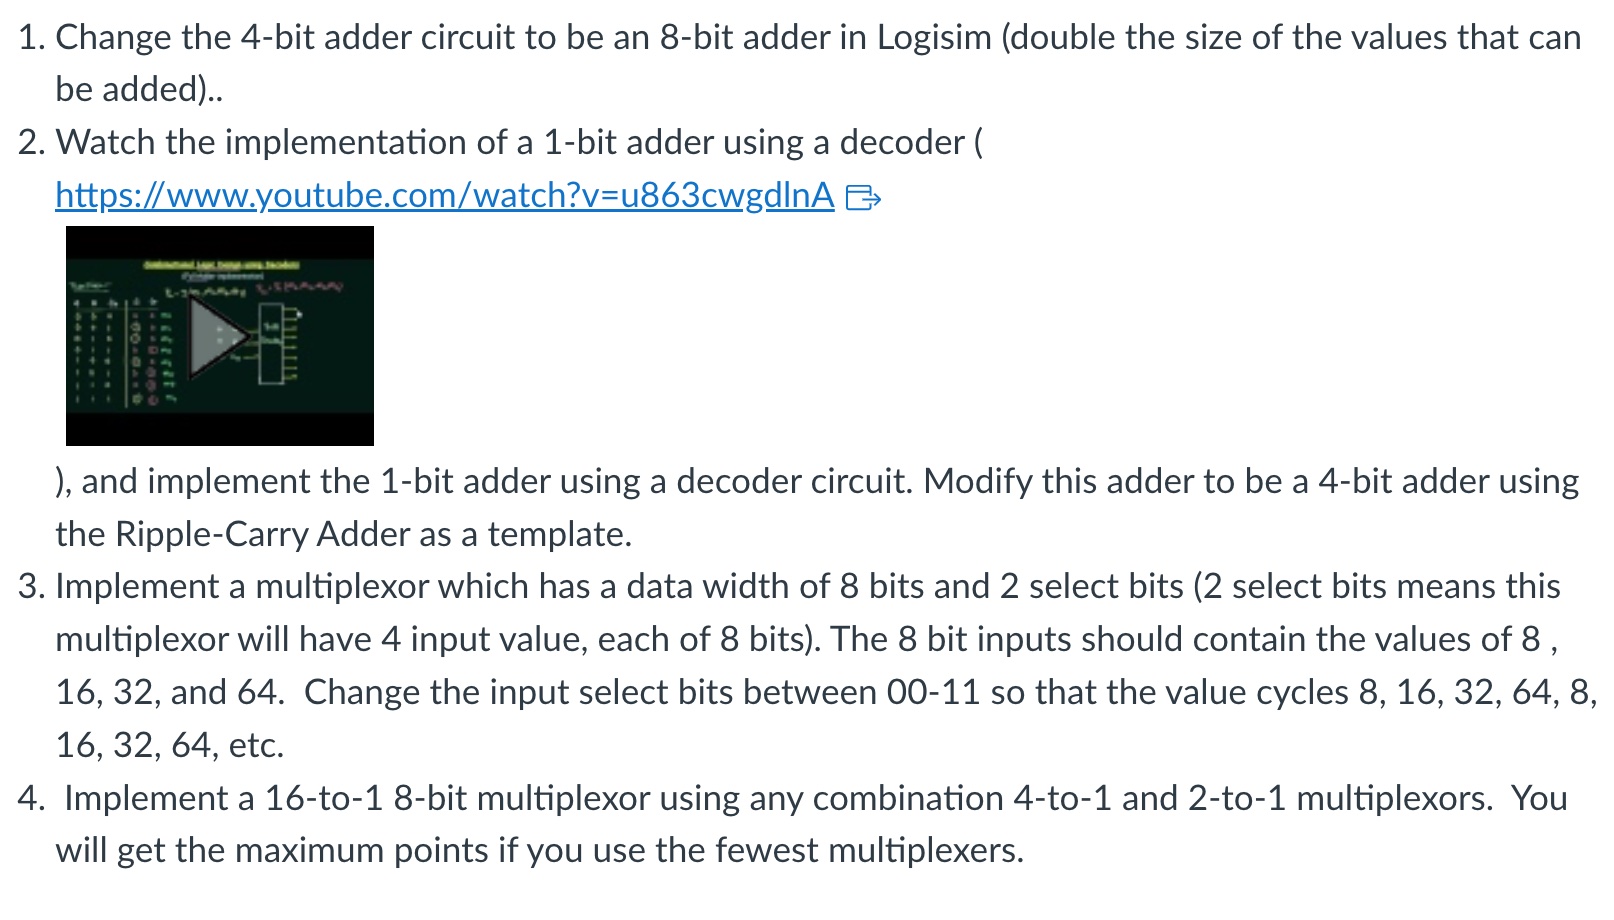 1. Change the 4-bit adder circuit to be an 8-bit adder in Logisim (double the size of the values that can
be added)..
2. Watch the implementation of a 1-bit adder using a decoder (
https://www.youtube.com/watch?v=u863cwgdlnA
), and implement the 1-bit adder using a decoder circuit. Modify this adder to be a 4-bit adder using
the Ripple-Carry Adder as a template.
3. Implement a multiplexor which has a data width of 8 bits and 2 select bits (2 select bits means this
multiplexor will have 4 input value, each of 8 bits). The 8 bit inputs should contain the values of 8 ,
16, 32, and 64.  Change the input select bits between 00-11 so that the value cycles 8, 16, 32, 64, 8,
16, 32, 64, etc.
4.  Implement a 16-to-1 8-bit multiplexor using any combination 4-to-1 and 2-to-1 multiplexors.  You
will get the maximum points if you use the fewest multiplexers.